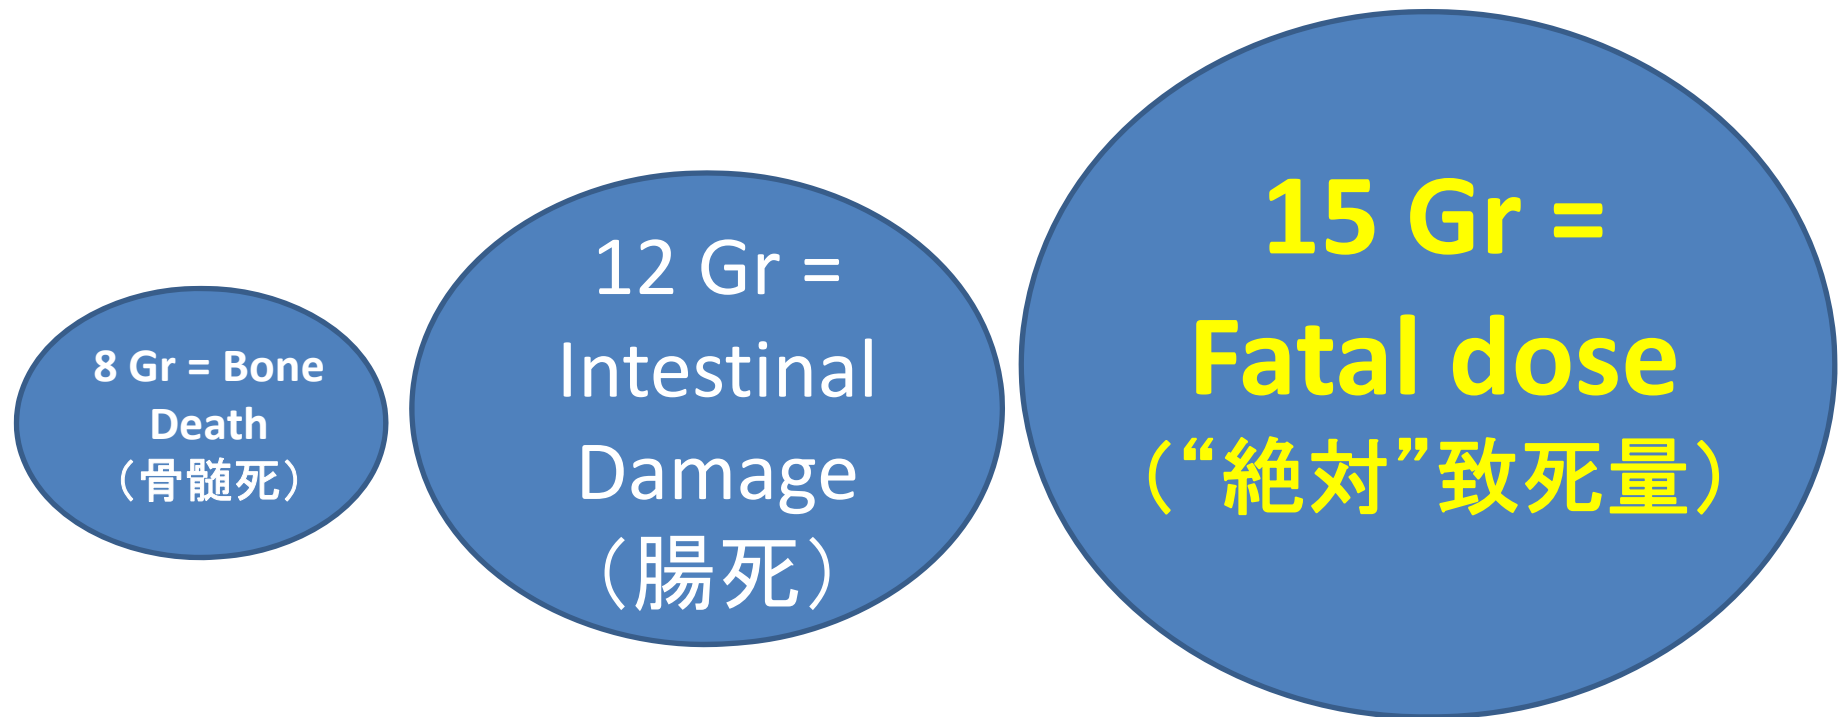 8 Gr = Bone
Death
（骨髄死）
12 Gr =
Intestinal
Damage
（腸死）
15 Gr =
Fatal dose
（“絶対”致死量）